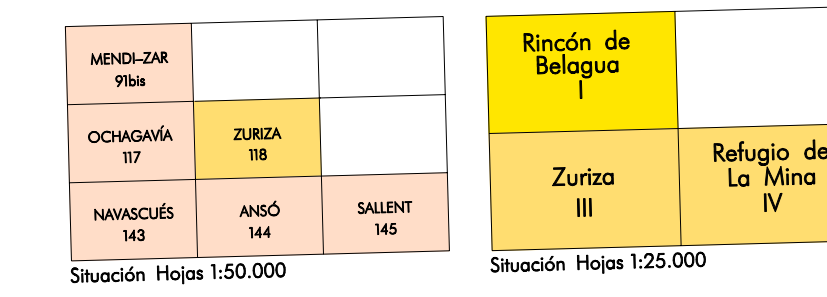 MENDI–ZAR
91bis
OCHAGAVÍA
117
ZURIZA
118
NAVASCUÉS
143
ANSÓ
144
SALLENT
145
Situación Hojas 1:50.000
Rincón de
Belagua
I
Zuriza
III
Refugio de
La Mina
IV
Situación Hojas 1:25.000